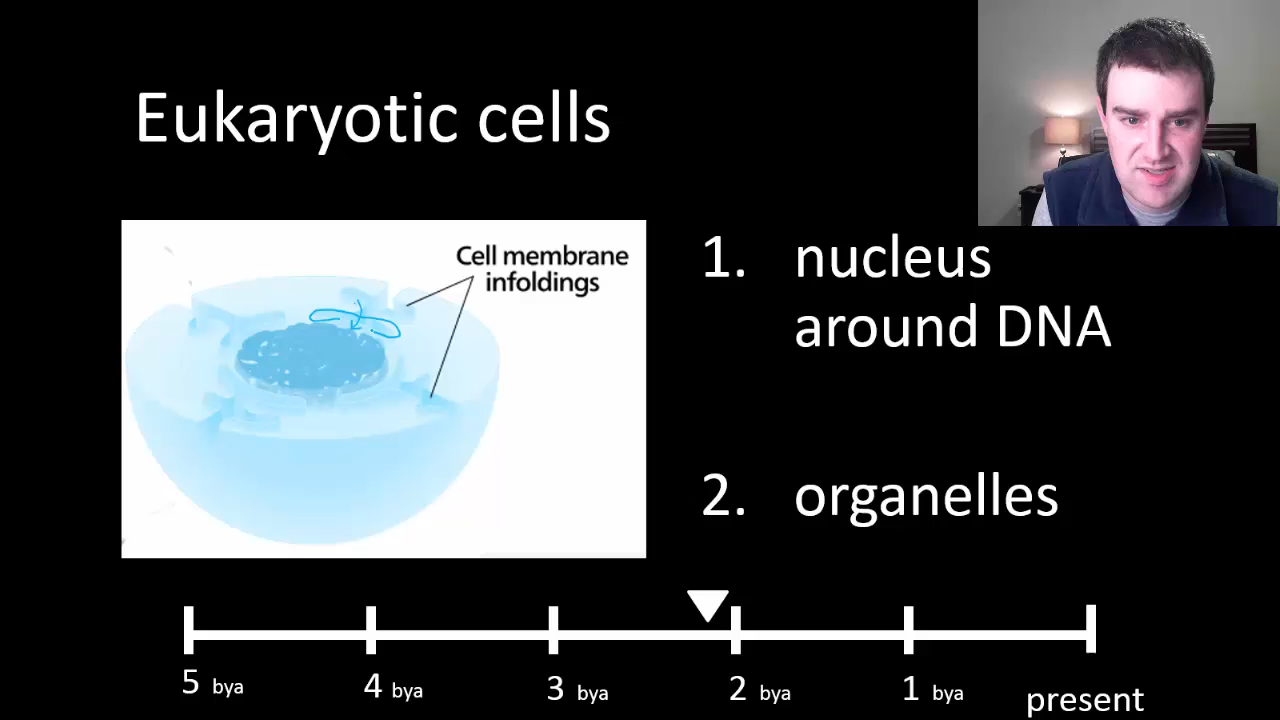 Eukaryotic cells
Cell membrane
infoldings
1. nucleus
around DNA
2. organelles
5 bya
4 bya
3 bya
2 bya
1 bya
present